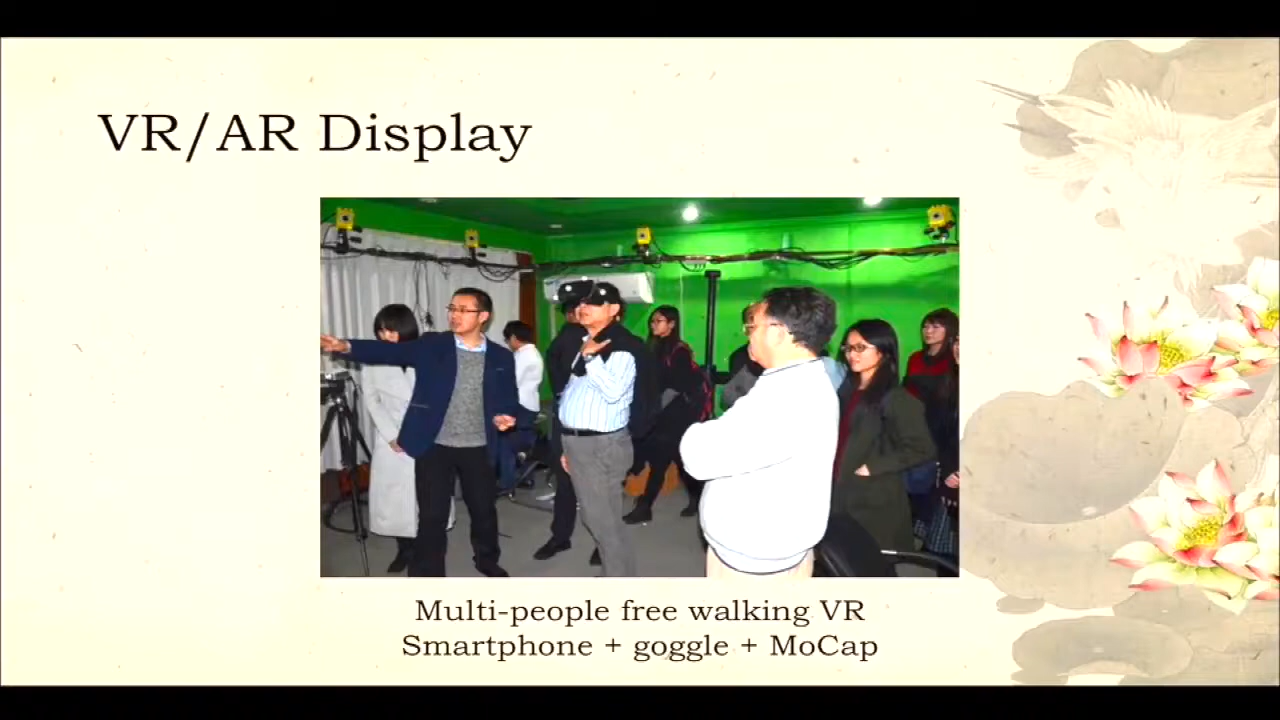 VR/AR Display
Multi-people free walking VR
Smartphone + goggle + MoCap